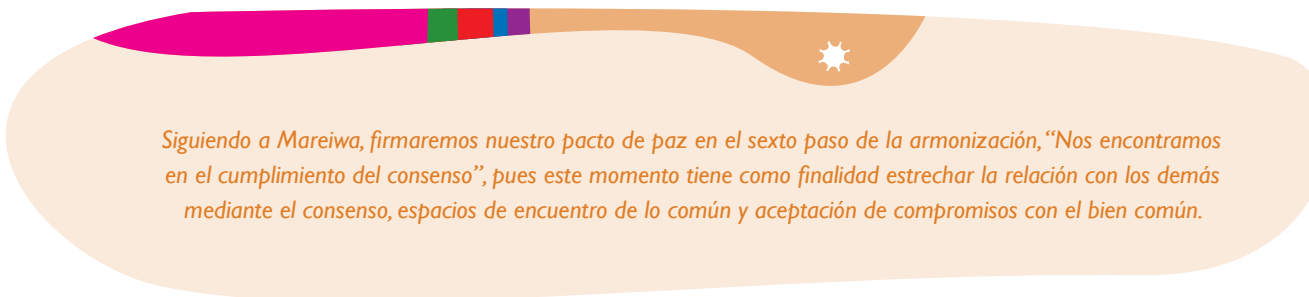 Siguiendo a Mareiwa, firmaremos nuestro pacto de paz en el sexto paso de la armonización, “Nos encontramos
en el cumplimiento del consenso”, pues este momento tiene como finalidad estrechar la relación con los demás
mediante el consenso, espacios de encuentro de lo común y aceptación de compromisos con el bien común.